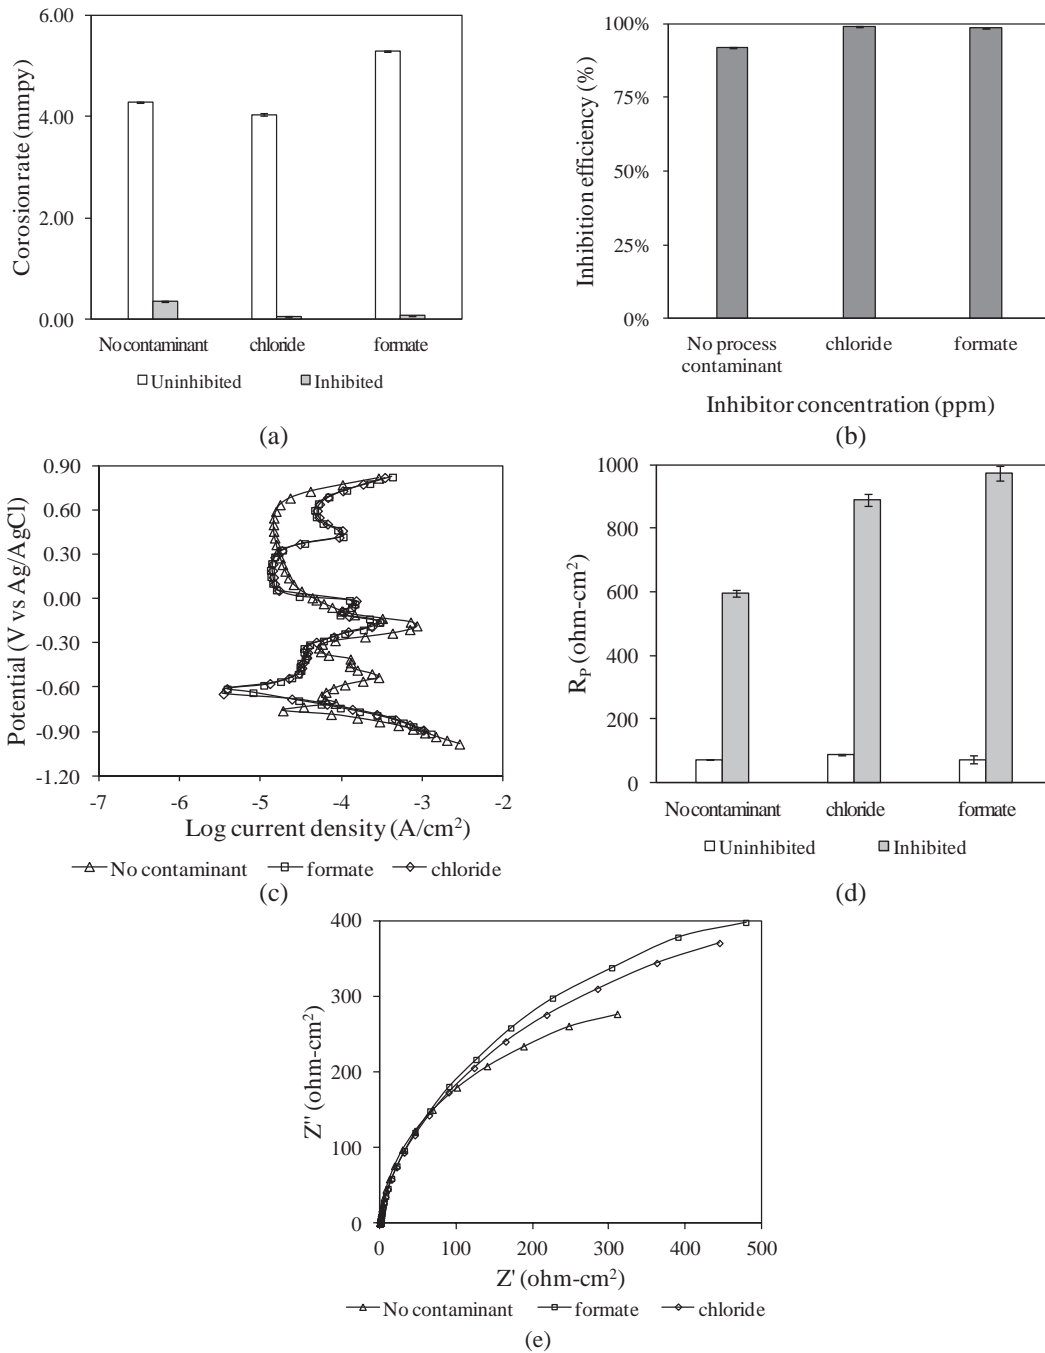 6.00
4.00
2.00
0.00
Corosion rate (mmpy)
No contaminant chloride formate
Uninhibited Inhibited
(a)
100%
75%
50%
25%
0%
Inhibition efficiency (%)
No process contaminant chloride formate
Inhibitor concentration (ppm)
(b)
0.90
0.60
0.30
0.00
-0.30
-0.60
-0.90
-1.20
Potential (V vs Ag/AgCl)
-7 -6 -5 -4 -3 -2
Log current density (A/cm²)
No contaminant formate chloride
(c)
1000
800
600
400
200
0
R_P (ohm-cm²)
No contaminant chloride formate
Uninhibited Inhibited
(d)
400
300
200
100
0
Z'' (ohm-cm²)
0 100 200 300 400 500
Z' (ohm-cm²)
No contaminant formate chloride
(e)